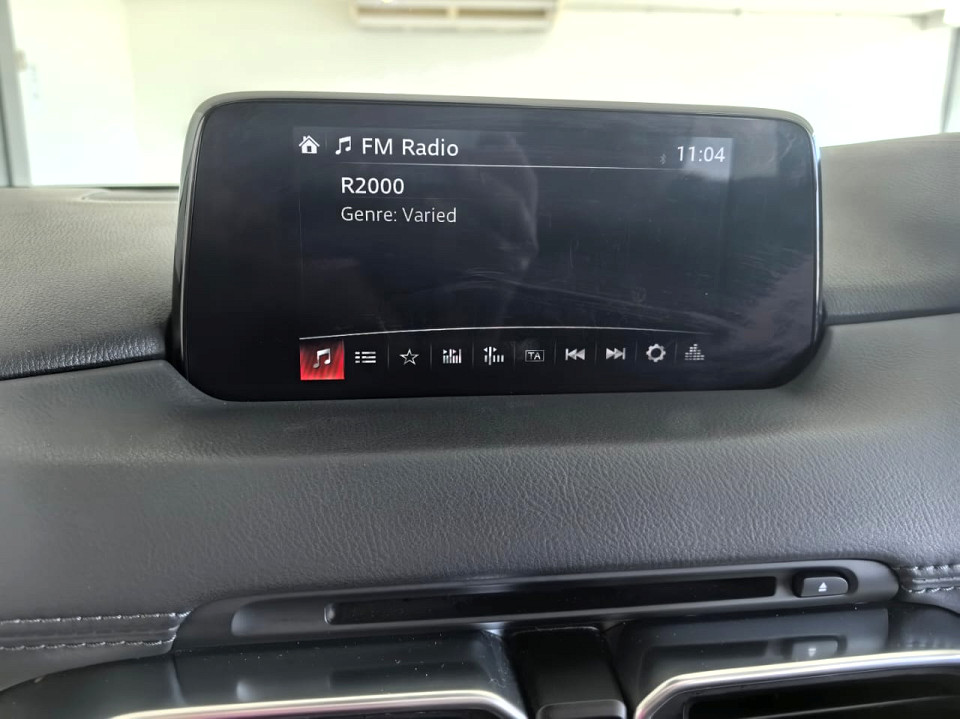 FM Radio
11:04
R2000
Genre: Varied
TA